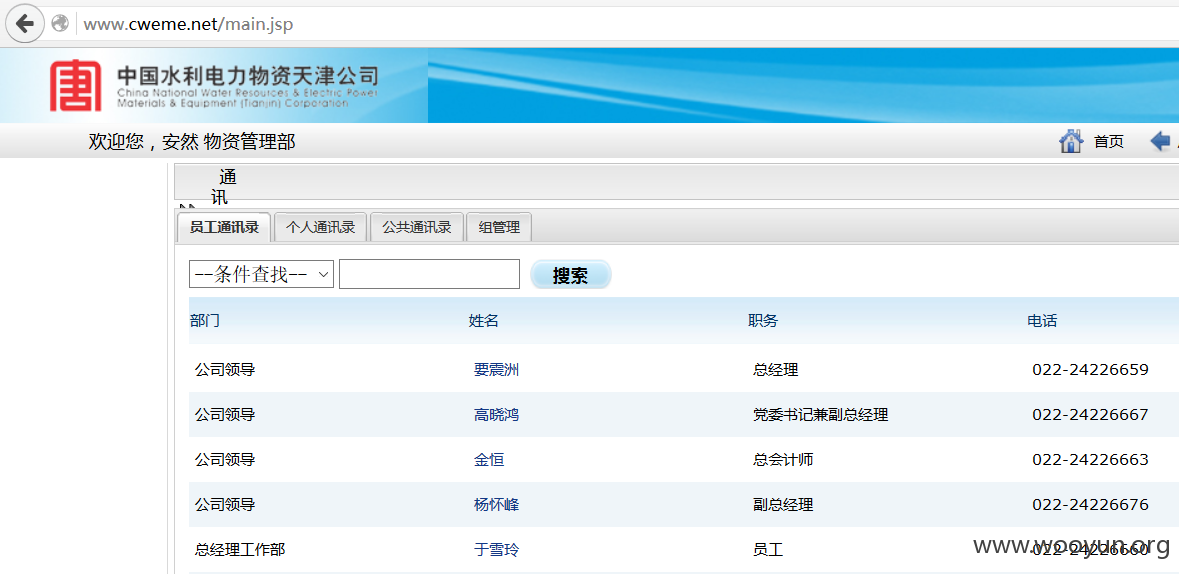 www.cweme.net/main.jsp
唐
中国水利电力物资天津公司
China National Water Resources & Electric Power
Materials & Equipment (Tianjin) Corporation
欢迎您，安然 物资管理部 首页
通
讯
员工通讯录 个人通讯录 公共通讯录 组管理
--条件查找-- 搜索
部门 姓名 职务 电话
公司领导 要震洲 总经理 022-24226659
公司领导 高晓鸿 党委书记兼副总经理 022-24226667
公司领导 金恒 总会计师 022-24226663
公司领导 杨怀峰 副总经理 022-24226676
总经理工作部 于雪玲 员工 022-24226660
www.wooyun.org